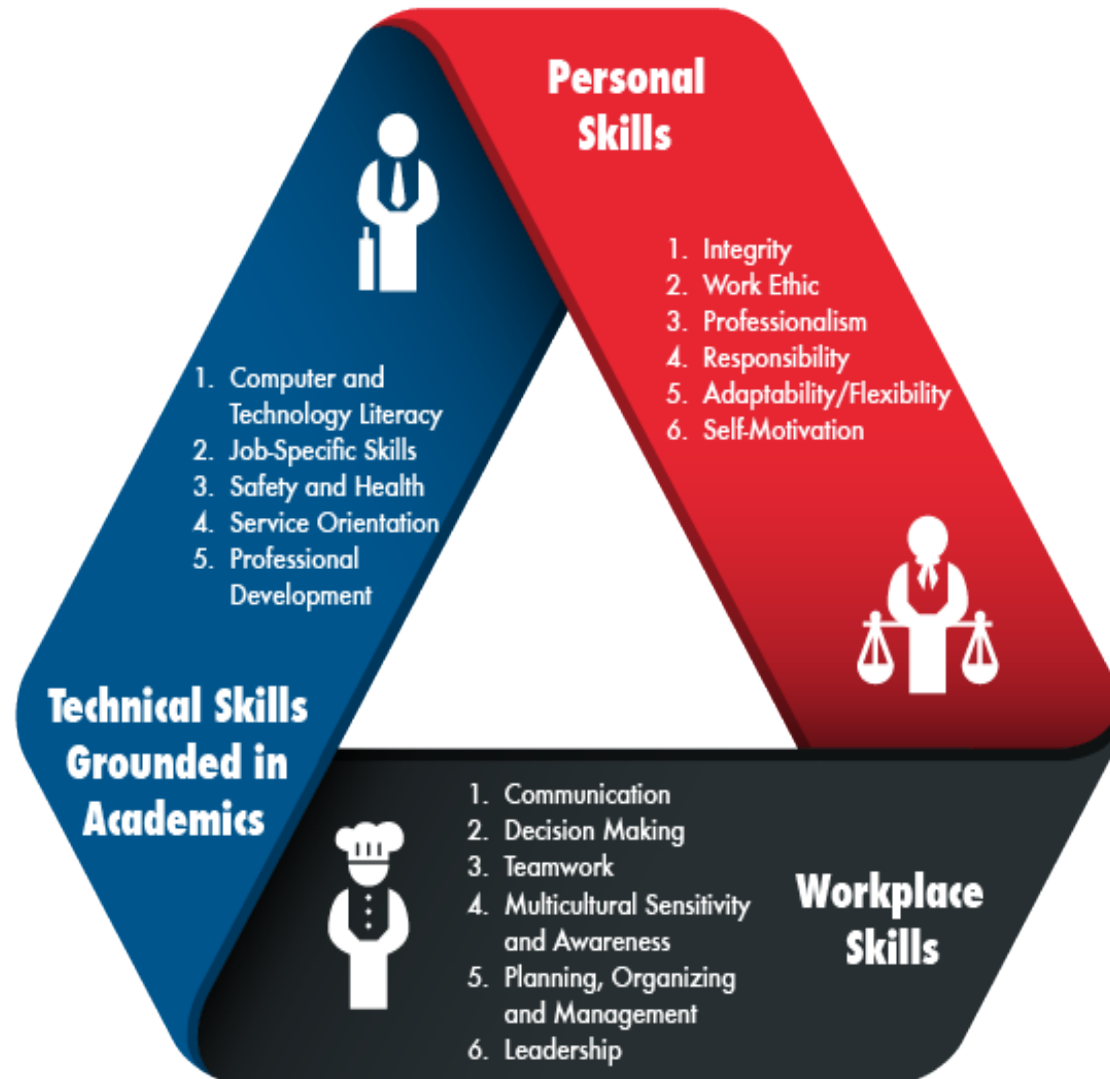 Personal
Skills
1. Integrity
2. Work Ethic
3. Professionalism
4. Responsibility
5. Adaptability/Flexibility
6. Self-Motivation
1. Computer and
Technology Literacy
2. Job-Specific Skills
3. Safety and Health
4. Service Orientation
5. Professional
Development
Technical Skills
Grounded in
Academics
1. Communication
2. Decision Making
3. Teamwork
4. Multicultural Sensitivity
and Awareness
5. Planning, Organizing
and Management
6. Leadership
Workplace
Skills